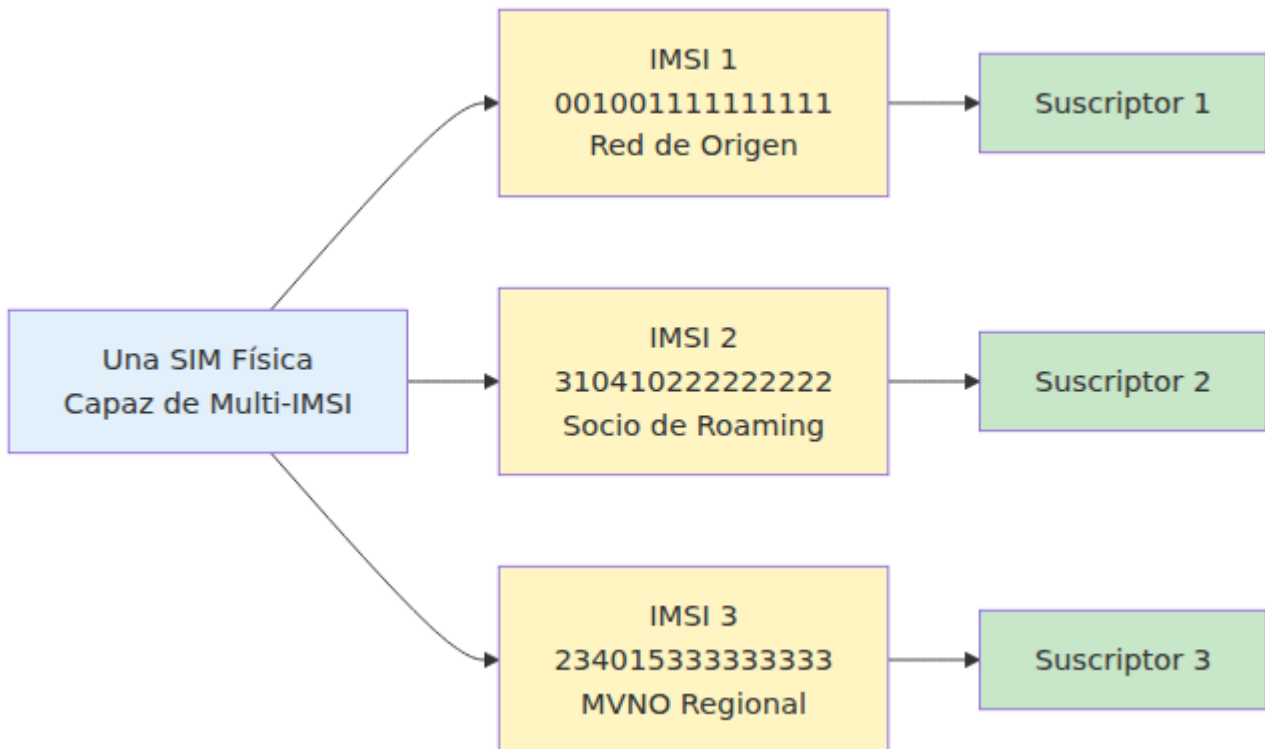 IMSI 1
001001111111111
Red de Origen
Suscriptor 1
Una SIM Física
Capaz de Multi-IMSI
IMSI 2
310410222222222
Socio de Roaming
Suscriptor 2
IMSI 3
234015333333333
MVNO Regional
Suscriptor 3